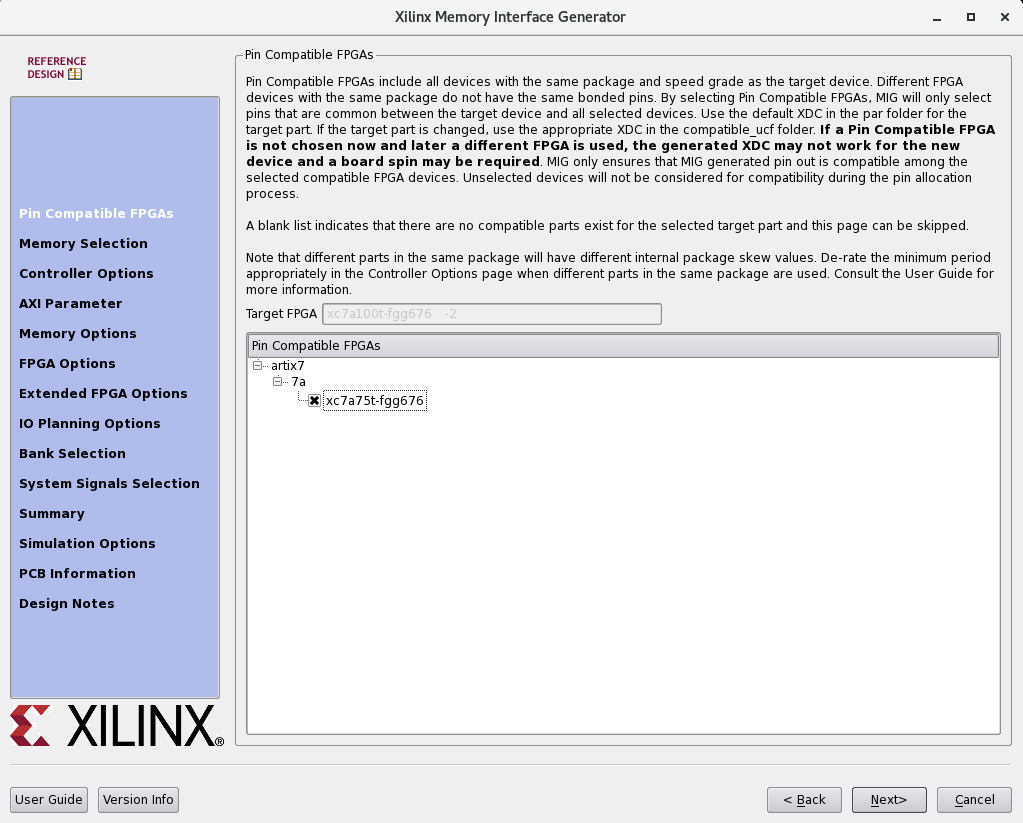 Xilinx Memory Interface Generator
REFERENCE
DESIGN
Pin Compatible FPGAs
Memory Selection
Controller Options
AXI Parameter
Memory Options
FPGA Options
Extended FPGA Options
IO Planning Options
Bank Selection
System Signals Selection
Summary
Simulation Options
PCB Information
Design Notes
XILINX®
Pin Compatible FPGAs
Pin Compatible FPGAs include all devices with the same package and speed grade as the target device. Different FPGA
devices with the same package do not have the same bonded pins. By selecting Pin Compatible FPGAs, MIG will only select
pins that are common between the target device and all selected devices. Use the default XDC in the par folder for the
target part. If the target part is changed, use the appropriate XDC in the compatible_ucf folder. If a Pin Compatible FPGA
is not chosen now and later a different FPGA is used, the generated XDC may not work for the new
device and a board spin may be required. MIG only ensures that MIG generated pin out is compatible among the
selected compatible FPGA devices. Unselected devices will not be considered for compatibility during the pin allocation
process.
A blank list indicates that there are no compatible parts exist for the selected target part and this page can be skipped.
Note that different parts in the same package will have different internal package skew values. De-rate the minimum period
appropriately in the Controller Options page when different parts in the same package are used. Consult the User Guide for
more information.
Target FPGA xc7a100t-fgg676 -2
Pin Compatible FPGAs
artix7
7a
xc7a75t-fgg676
User Guide Version Info < Back Next> Cancel